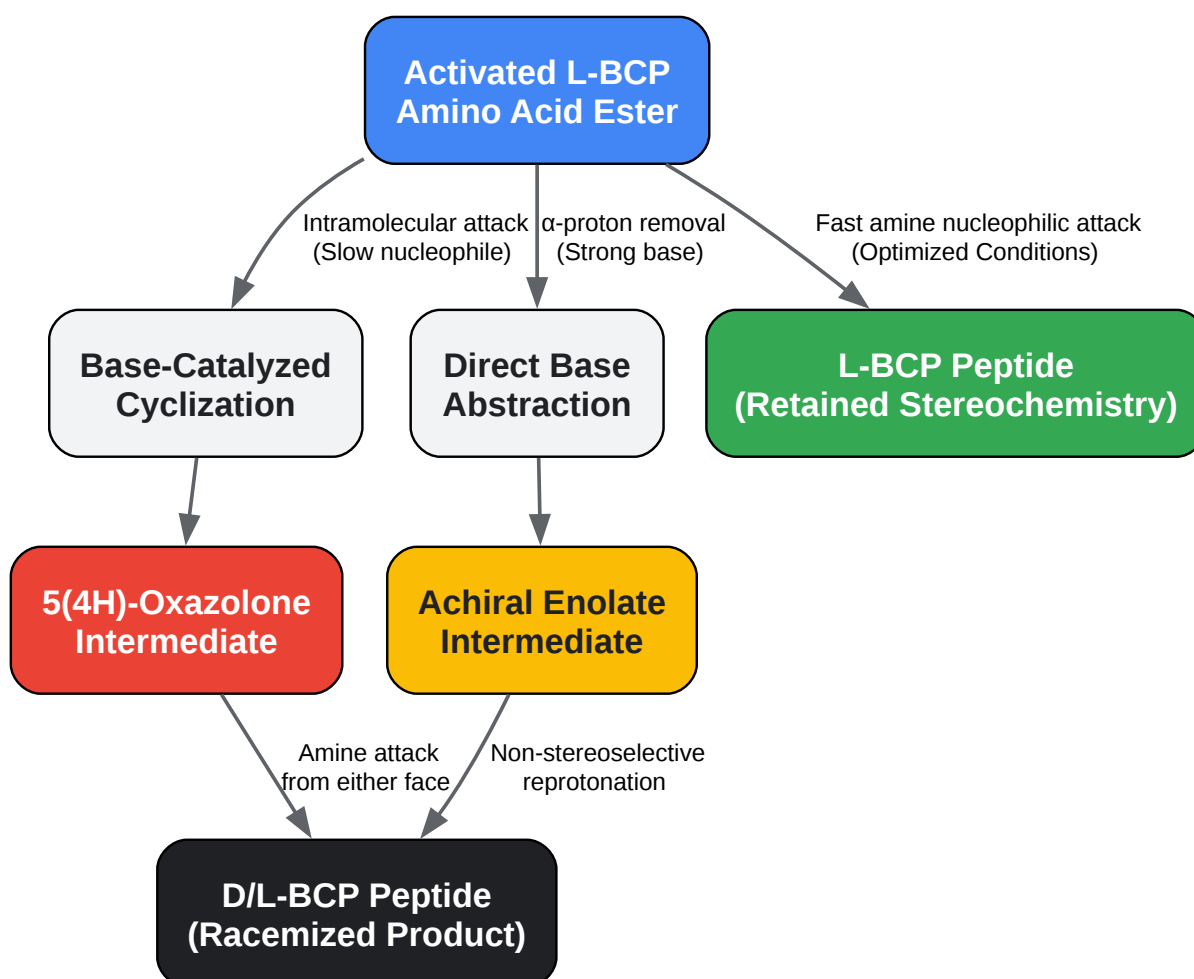 Activated L-BCP
Amino Acid Ester
Intramolecular attack
(Slow nucleophile)
α-proton removal
(Strong base)
Fast amine nucleophilic attack
(Optimized Conditions)
Base-Catalyzed
Cyclization
Direct Base
Abstraction
L-BCP Peptide
(Retained Stereochemistry)
5(4H)-Oxazolone
Intermediate
Achiral Enolate
Intermediate
Amine attack
from either face
Non-stereoselective
reprotonation
D/L-BCP Peptide
(Racemized Product)